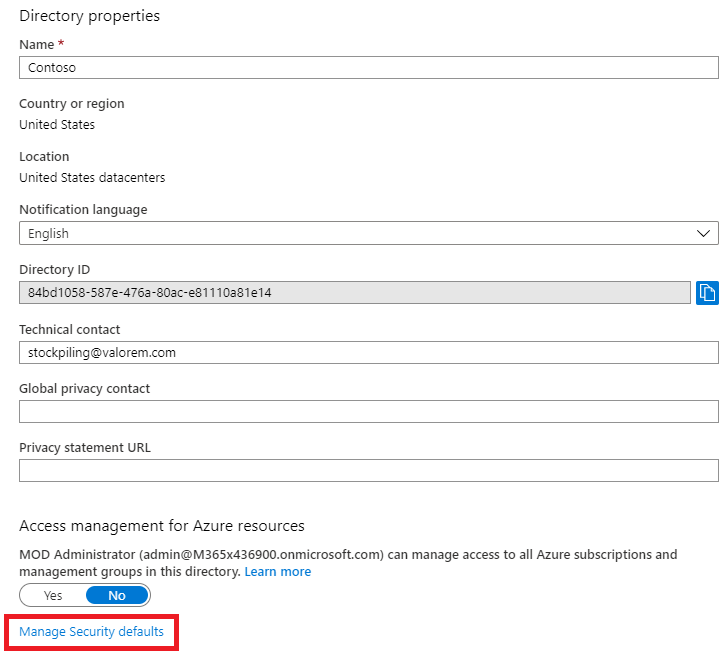 Directory properties
Name *
Contoso
Country or region
United States
Location
United States datacenters
Notification language
English
Directory ID
84bd1058-587e-476a-80ac-e81110a81e14
Technical contact
stockpiling@valorem.com
Global privacy contact
Privacy statement URL
Access management for Azure resources
MOD Administrator (admin@M365x436900.onmicrosoft.com) can manage access to all Azure subscriptions and
management groups in this directory. Learn more
Yes No
Manage Security defaults